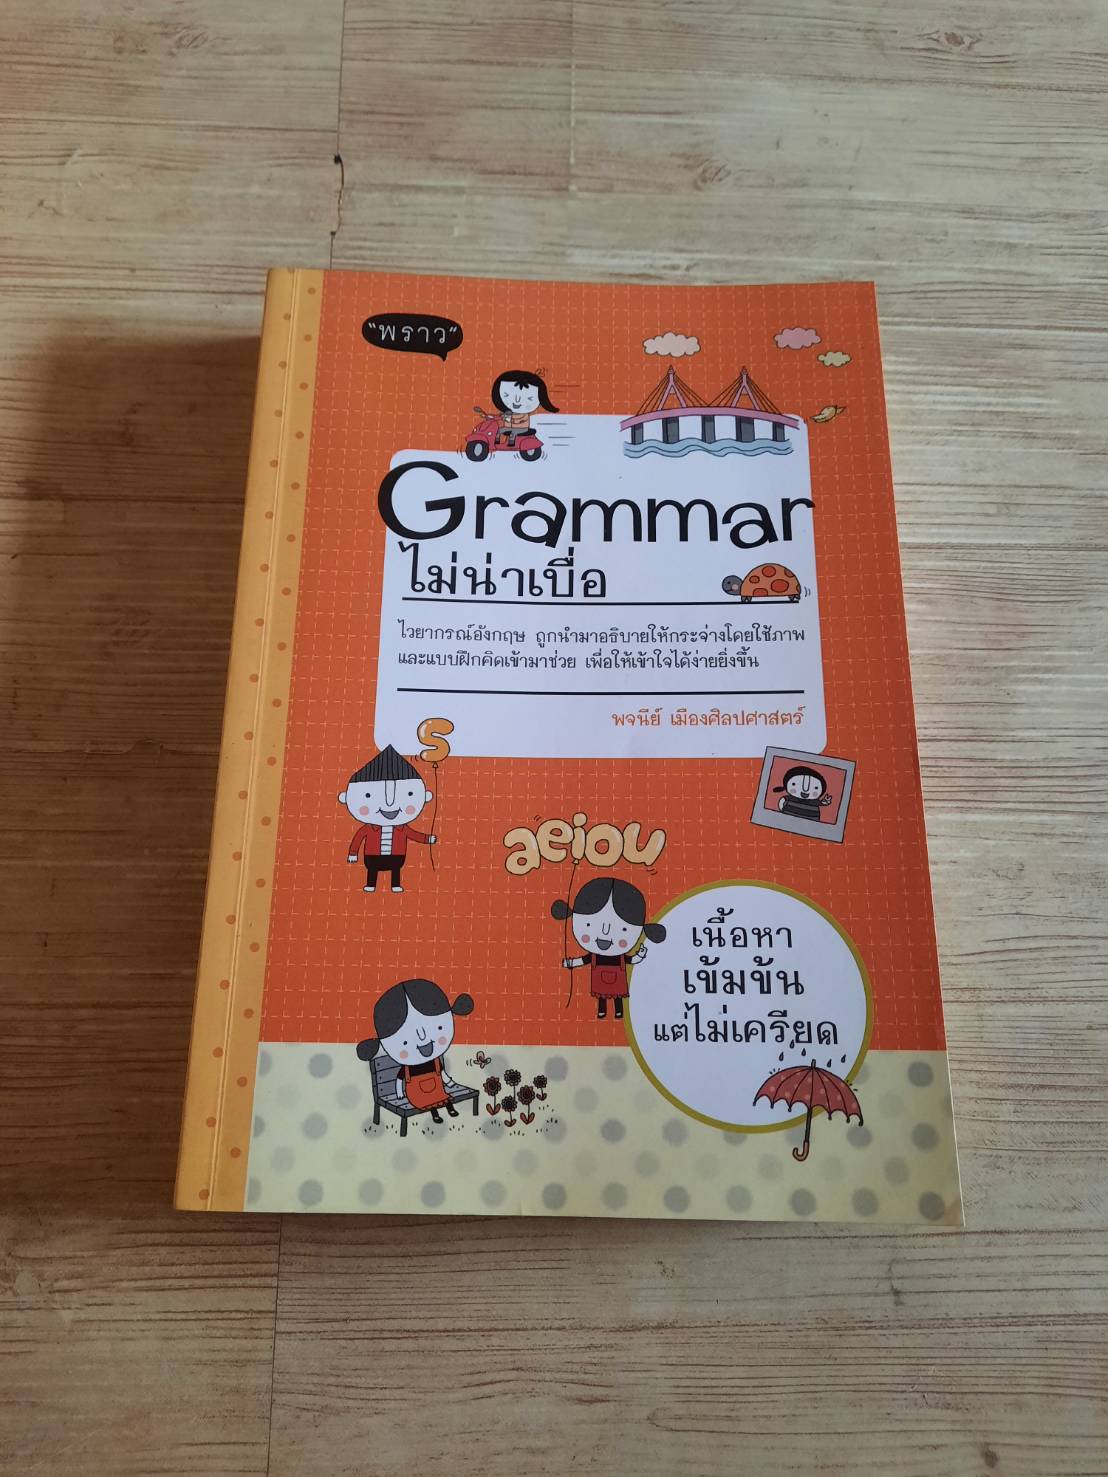 "พราว"
Grammar
ไม่น่าเบื่อ
ไวยากรณ์อังกฤษ ถูกนำมาอธิบายให้กระจ่างโดยใช้ภาพ
และแบบฝึกคิดเข้ามาช่วย เพื่อให้เข้าใจได้ง่ายยิ่งขึ้น
พจนีย์ เมืองศิลปศาสตร์
S
aeiou
เนื้อหา
เข้มข้น
แต่ไม่เครียด